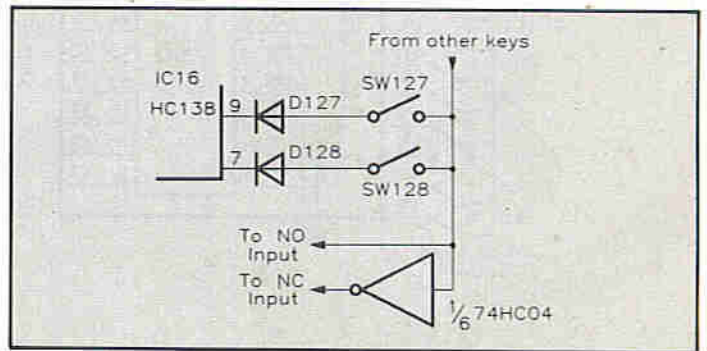 From other keys
IC16
HC138
9
D127
SW127
7
D128
SW128
To NO
Input
To NC
Input
1/6 74HC04